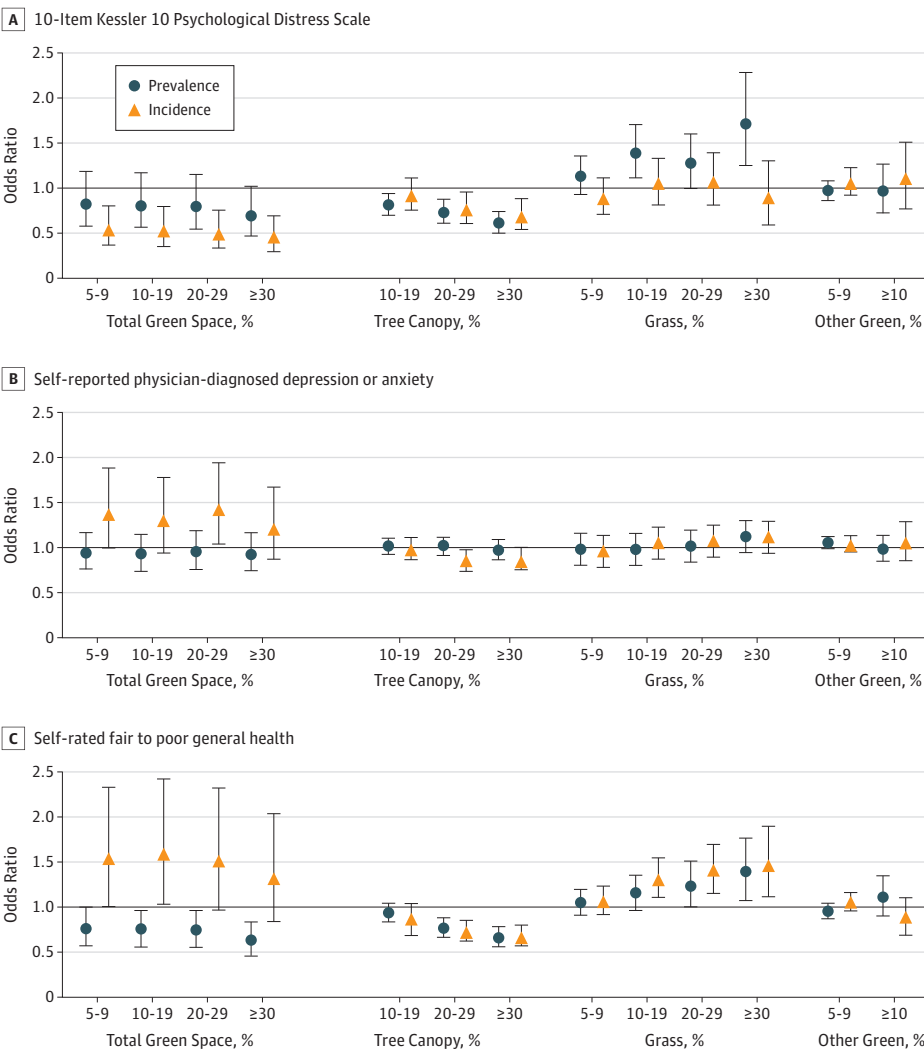 A 10-Item Kessler 10 Psychological Distress Scale
2.5
2.0
1.5
1.0
0.5
0
Odds Ratio
Prevalence
Incidence
5-9 10-19 20-29 ≥30 10-19 20-29 ≥30 5-9 10-19 20-29 ≥30 5-9 ≥10
Total Green Space, % Tree Canopy, % Grass, % Other Green, %
B Self-reported physician-diagnosed depression or anxiety
2.5
2.0
1.5
1.0
0.5
0
Odds Ratio
5-9 10-19 20-29 ≥30 10-19 20-29 ≥30 5-9 10-19 20-29 ≥30 5-9 ≥10
Total Green Space, % Tree Canopy, % Grass, % Other Green, %
C Self-rated fair to poor general health
2.5
2.0
1.5
1.0
0.5
0
Odds Ratio
5-9 10-19 20-29 ≥30 10-19 20-29 ≥30 5-9 10-19 20-29 ≥30 5-9 ≥10
Total Green Space, % Tree Canopy, % Grass, % Other Green, %